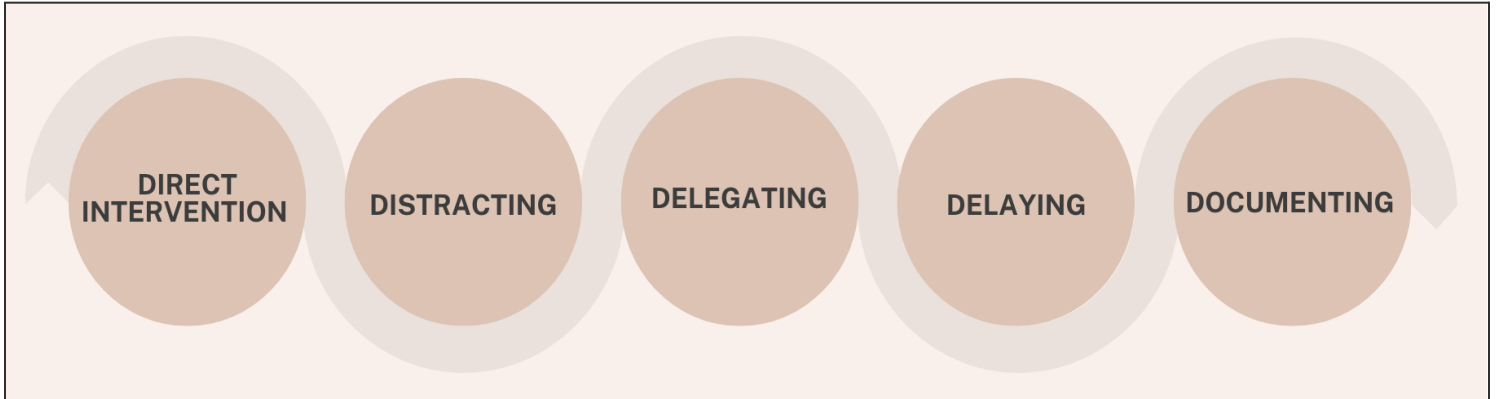 DIRECT
INTERVENTION
DISTRACTING
DELEGATING
DELAYING
DOCUMENTING